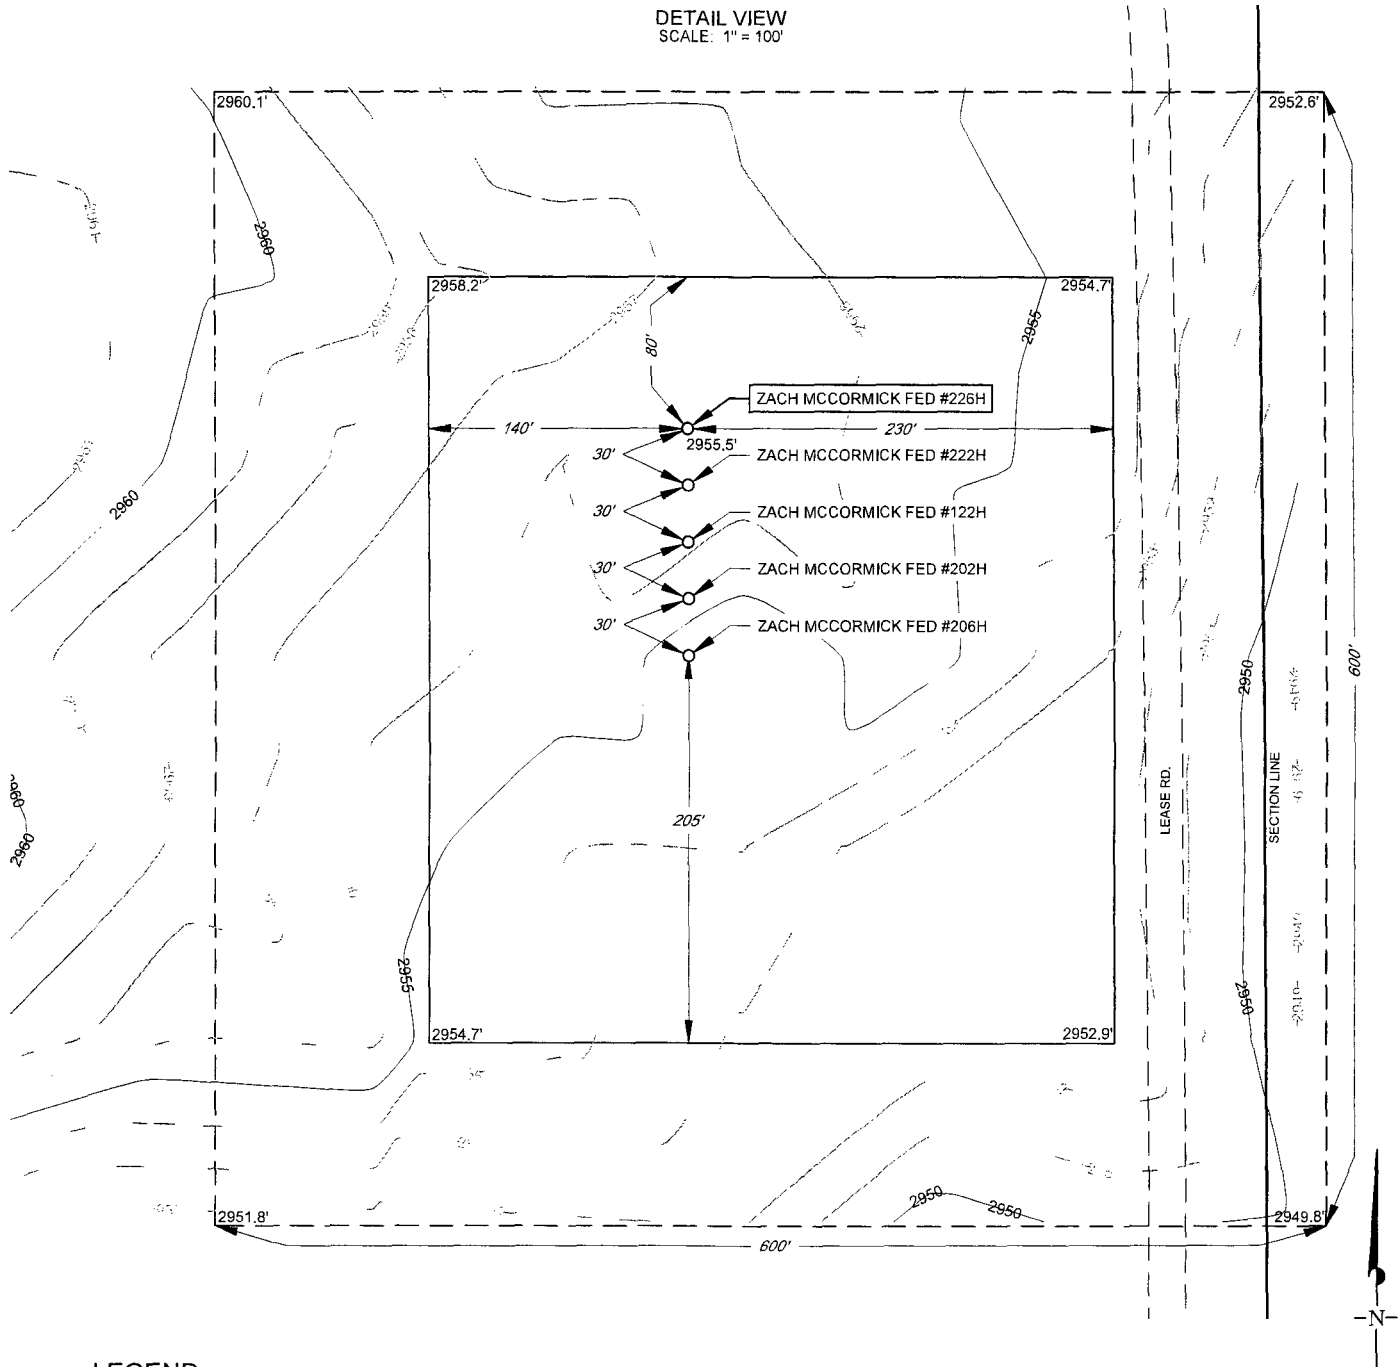 DETAIL VIEW
SCALE: 1" = 100'
2960.1'
2952.6'
2960
2958.2'
2954.7'
2955
80'
ZACH MCCORMICK FED #226H
140'
230'
2955.5'
30'
ZACH MCCORMICK FED #222H
2960
30'
ZACH MCCORMICK FED #122H
30'
ZACH MCCORMICK FED #202H
30'
ZACH MCCORMICK FED #206H
600'
2950
LEASE RD.
SECTION LINE
2960
2960
205'
2955
2950
2954.7'
2952.9'
2950
2950
2951.8'
2949.8'
600'
-N-
LEGEND